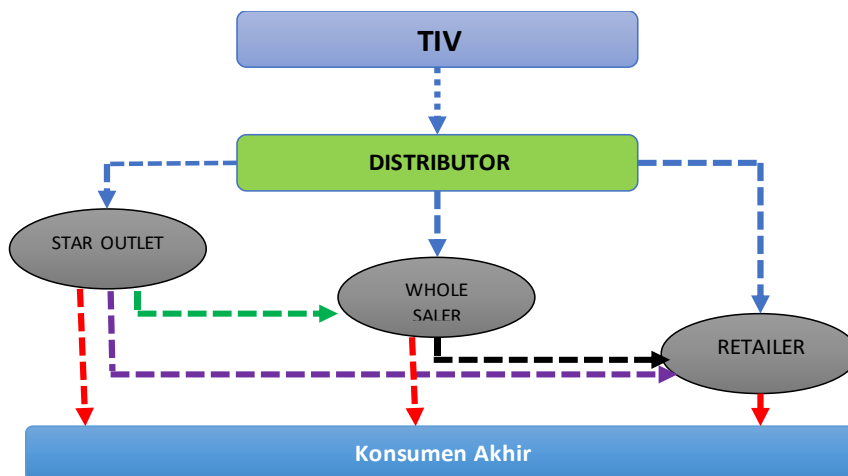 TIV
DISTRIBUTOR
STAR OUTLET
WHOLE
SALER
RETAILER
Konsumen Akhir